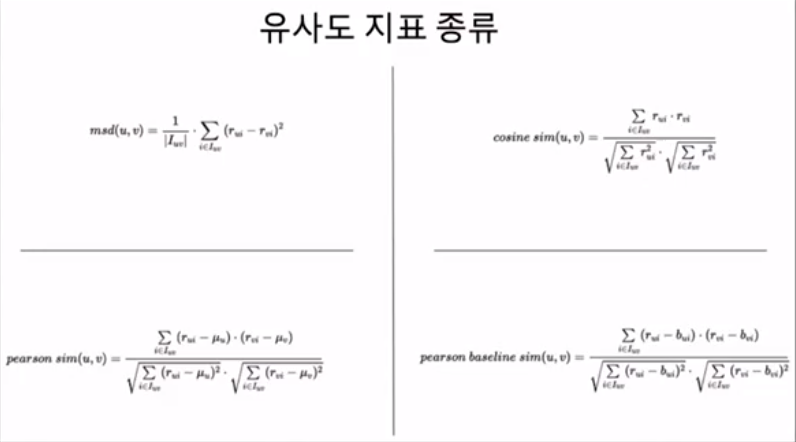 유사도 지표 종류
msd(u, v) = \frac{1}{|I_{uv}|} \cdot \sum_{i \in I_{uv}} (r_{ui} - r_{vi})^2
cosine sim(u, v) = \frac{\sum_{i \in I_{uv}} r_{ui} \cdot r_{vi}}{\sqrt{\sum_{i \in I_{uv}} r_{ui}^2} \cdot \sqrt{\sum_{i \in I_{uv}} r_{vi}^2}}
pearson sim(u, v) = \frac{\sum_{i \in I_{uv}} (r_{ui} - μ_u) \cdot (r_{vi} - μ_v)}{\sqrt{\sum_{i \in I_{uv}} (r_{ui} - μ_u)^2} \cdot \sqrt{\sum_{i \in I_{uv}} (r_{vi} - μ_v)^2}}
pearson baseline sim(u, v) = \frac{\sum_{i \in I_{uv}} (r_{ui} - b_{ui}) \cdot (r_{vi} - b_{vi})}{\sqrt{\sum_{i \in I_{uv}} (r_{ui} - b_{ui})^2} \cdot \sqrt{\sum_{i \in I_{uv}} (r_{vi} - b_{vi})^2}}